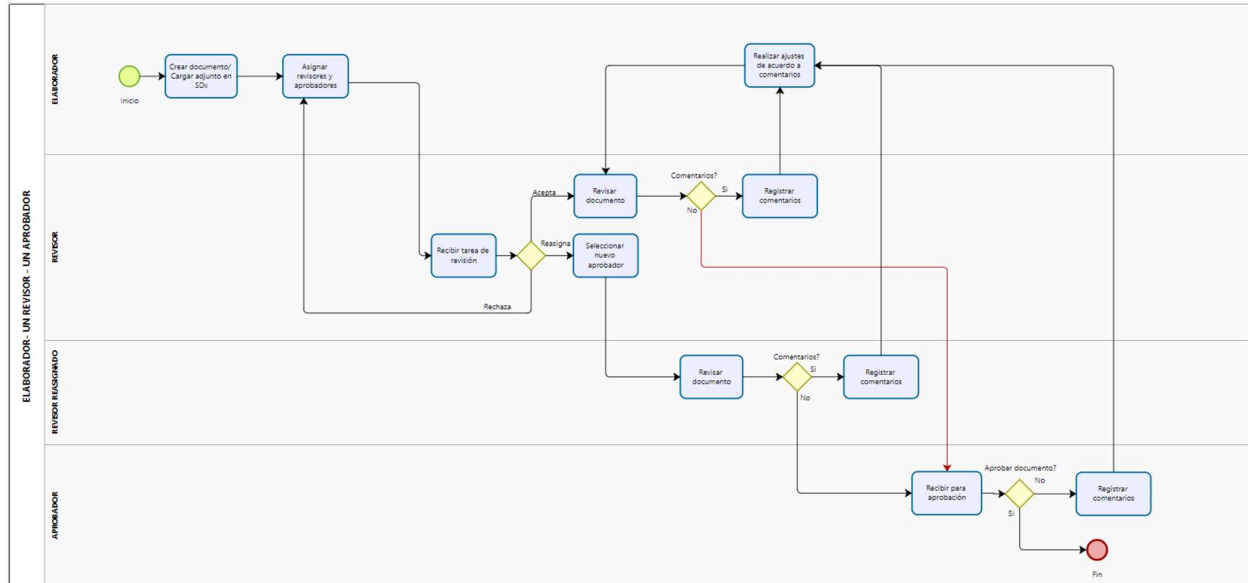 ELABORADOR- UN REVISOR - UN APROBADOR
ELABORADOR
Inicio
Crear documento/
Cargar adjunto en
SDx
Asignar
revisores y
aprobadores
Realizar ajustes
de acuerdo a
comentarios
REVISOR
Recibir tarea de
revisión
Acepta
Reasigna
Rechaza
Revisar
documento
Seleccionar
nuevo
aprobador
Comentarios?
Si
No
Registrar
comentarios
REVISOR REASIGNADO
Revisar
documento
Comentarios?
Si
No
Registrar
comentarios
APROBADOR
Recibir para
aprobación
Aprobar documento?
No
Si
Registrar
comentarios
Fin